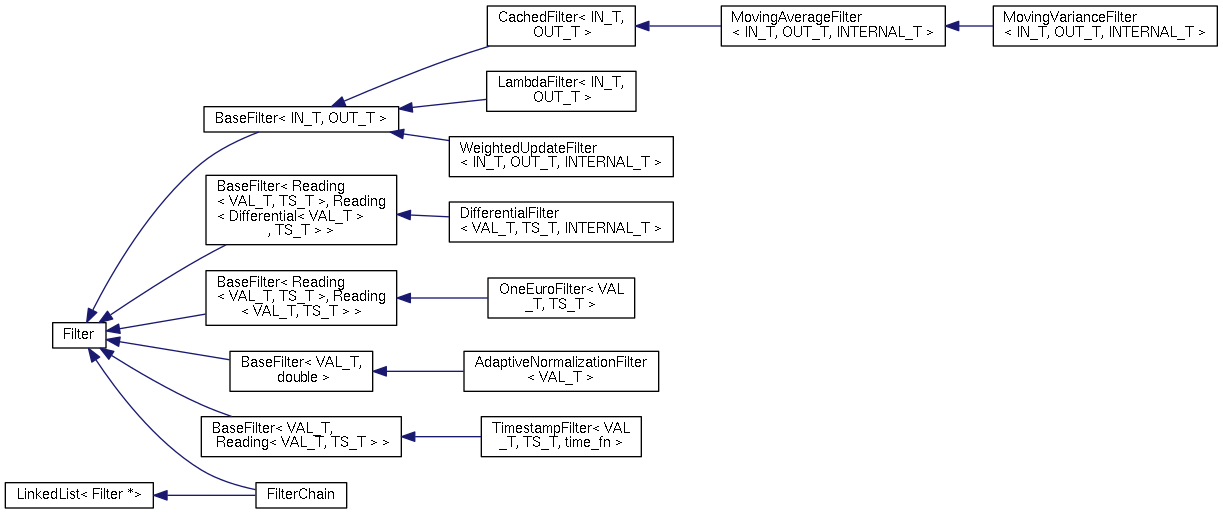 CachedFilter< IN_T,
OUT_T >
MovingAverageFilter
< IN_T, OUT_T, INTERNAL_T >
MovingVarianceFilter
< IN_T, OUT_T, INTERNAL_T >
LambdaFilter< IN_T,
OUT_T >
BaseFilter< IN_T, OUT_T >
WeightedUpdateFilter
< IN_T, OUT_T, INTERNAL_T >
BaseFilter< Reading
< VAL_T, TS_T >, Reading
< Differential< VAL_T >
, TS_T > >
DifferentialFilter
< VAL_T, TS_T, INTERNAL_T >
BaseFilter< Reading
< VAL_T, TS_T >, Reading
< VAL_T, TS_T > >
OneEuroFilter< VAL
_T, TS_T >
Filter
BaseFilter< VAL_T,
double >
AdaptiveNormalizationFilter
< VAL_T >
BaseFilter< VAL_T,
Reading< VAL_T, TS_T > >
TimestampFilter< VAL
_T, TS_T, time_fn >
LinkedList< Filter *>
FilterChain